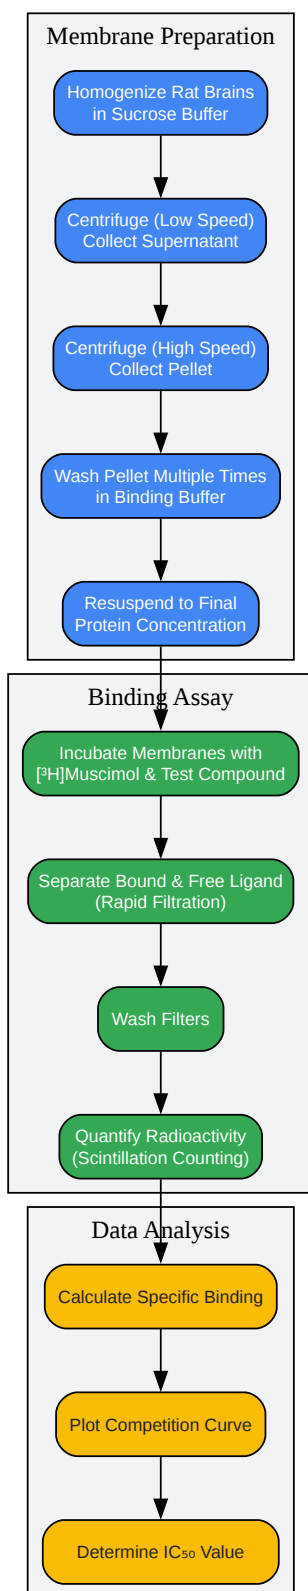 Membrane Preparation
Homogenize Rat Brains
in Sucrose Buffer
Centrifuge (Low Speed)
Collect Supernatant
Centrifuge (High Speed)
Collect Pellet
Wash Pellet Multiple Times
in Binding Buffer
Resuspend to Final
Protein Concentration
Binding Assay
Incubate Membranes with
[³H]Muscimol & Test Compound
Separate Bound & Free Ligand
(Rapid Filtration)
Wash Filters
Quantify Radioactivity
(Scintillation Counting)
Data Analysis
Calculate Specific Binding
Plot Competition Curve
Determine IC₅₀ Value